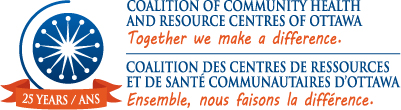 COALITION OF COMMUNITY HEALTH
AND RESOURCE CENTRES OF OTTAWA
Together we make a difference.
COALITION DES CENTRES DE RESSOURCES
ET DE SANTÉ COMMUNAUTAIRES D'OTTAWA
Ensemble, nous faisons la différence.
25 YEARS / ANS